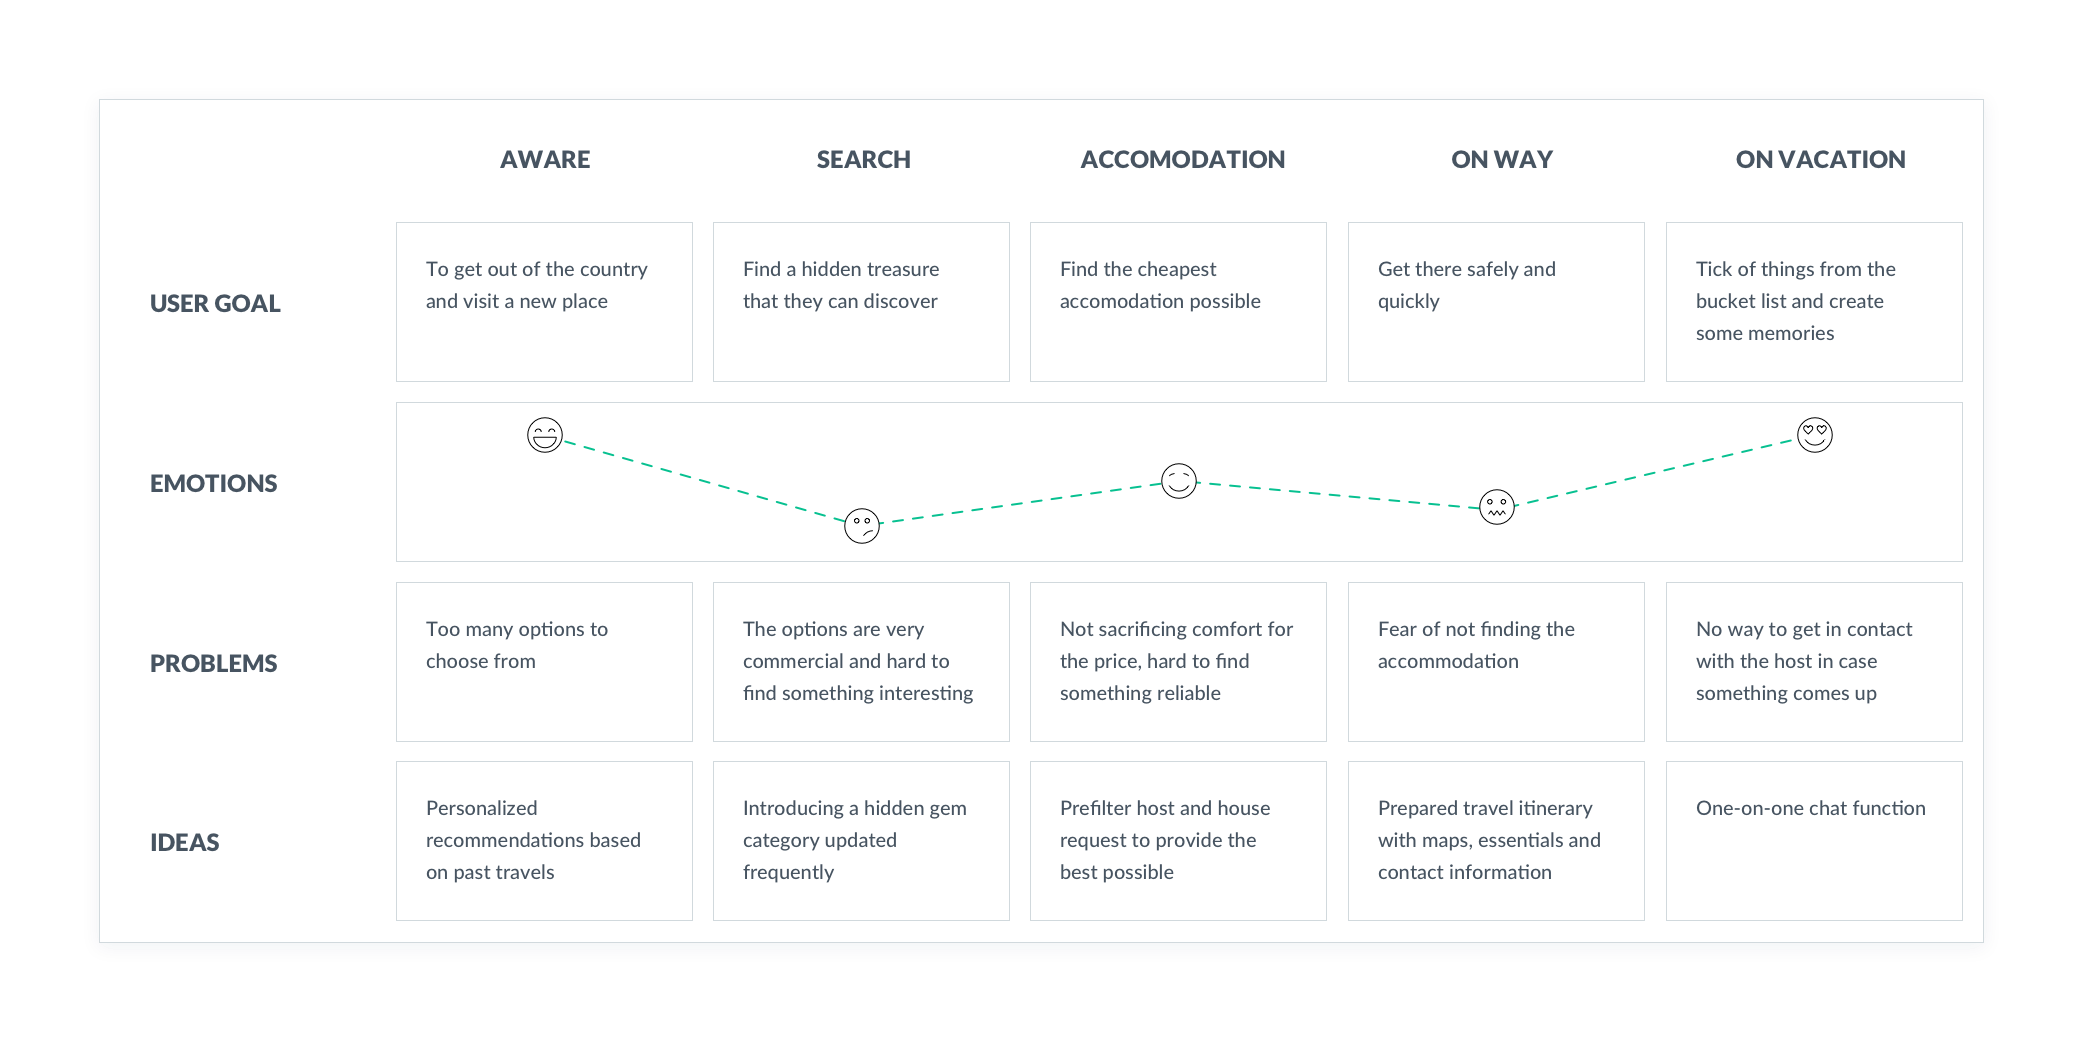 AWARE
SEARCH
ACCOMODATION
ON WAY
ON VACATION
USER GOAL
To get out of the country
and visit a new place
Find a hidden treasure
that they can discover
Find the cheapest
accomodation possible
Get there safely and
quickly
Tick of things from the
bucket list and create
some memories
EMOTIONS
PROBLEMS
Too many options to
choose from
The options are very
commercial and hard to
find something interesting
Not sacrificing comfort for
the price, hard to find
something reliable
Fear of not finding the
accommodation
No way to get in contact
with the host in case
something comes up
IDEAS
Personalized
recommendations based
on past travels
Introducing a hidden gem
category updated
frequently
Prefilter host and house
request to provide the
best possible
Prepared travel itinerary
with maps, essentials and
contact information
One-on-one chat function